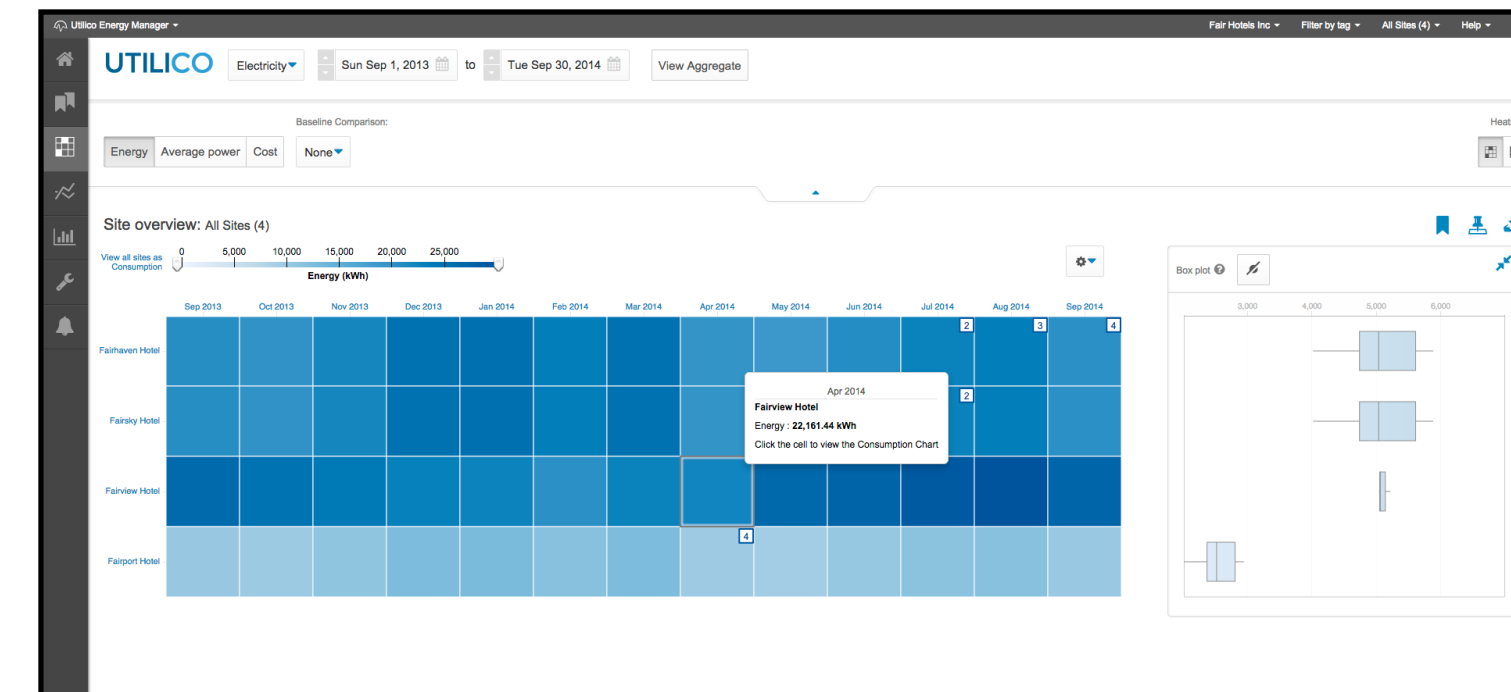 Utilico Energy Manager
Fair Hotels Inc Filter by tag All Sites (4) Help
UTILICO Electricity Sun Sep 1, 2013 to Tue Sep 30, 2014 View Aggregate
Baseline Comparison:
Heat
Energy Average power Cost None
Site overview: All Sites (4)
View all sites as
Consumption
0 5,000 10,000 15,000 20,000 25,000
Energy (kWh)
Box plot ?
Sep 2013 Oct 2013 Nov 2013 Dec 2013 Jan 2014 Feb 2014 Mar 2014 Apr 2014 May 2014 Jun 2014 Jul 2014 Aug 2014 Sep 2014
3,000 4,000 5,000 6,000
2 3 4
Fairhaven Hotel
Apr 2014
2
Fairview Hotel
Fairsky Hotel
Energy : 22,161.44 kWh
Click the cell to view the Consumption Chart
Fairview Hotel
4
Fairport Hotel